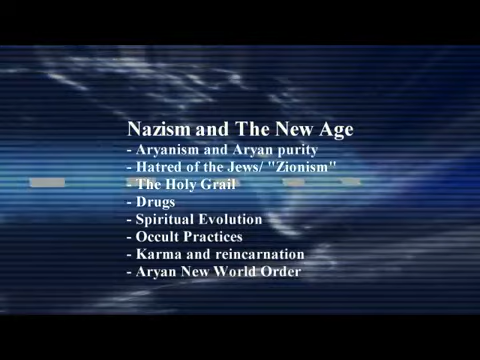 Nazism and The New Age
- Aryanism and Aryan purity
- Hatred of the Jews/ "Zionism"
- The Holy Grail
- Drugs
- Spiritual Evolution
- Occult Practices
- Karma and reincarnation
- Aryan New World Order